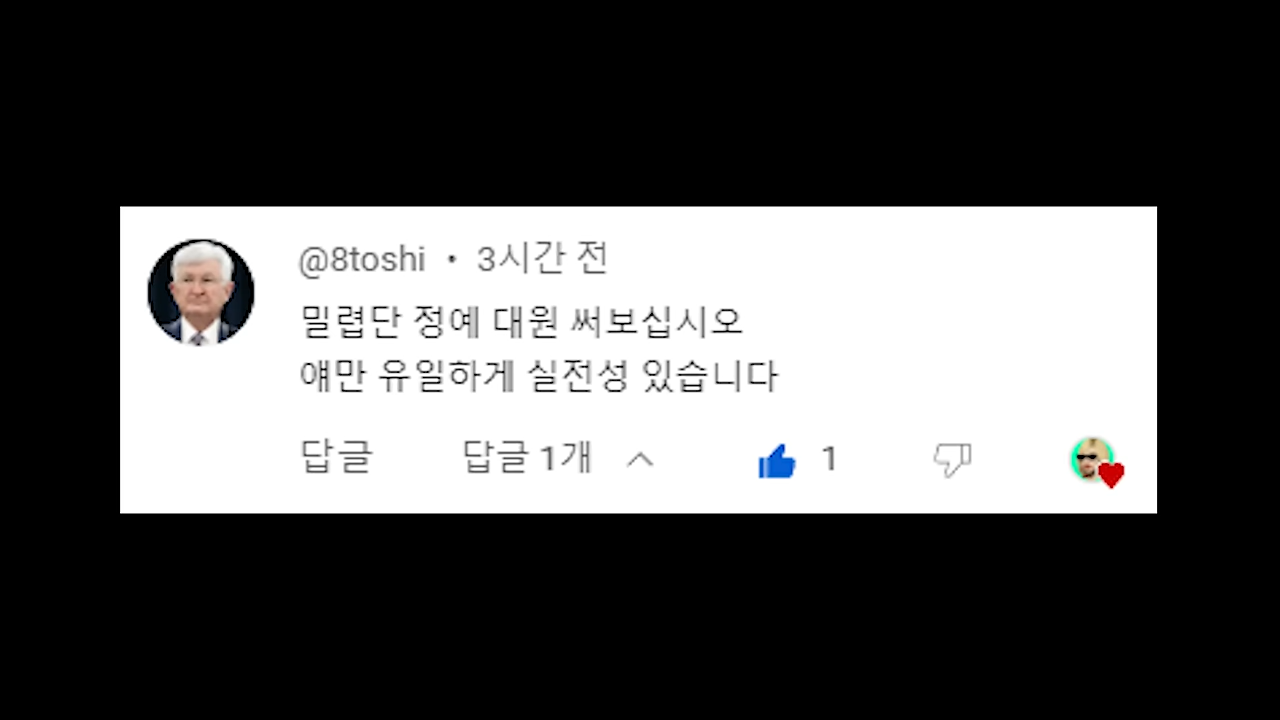 @8toshi • 3시간 전
밀렵단 정예 대원 써보십시오
얘만 유일하게 실전성 있습니다
답글 답글 1개 1